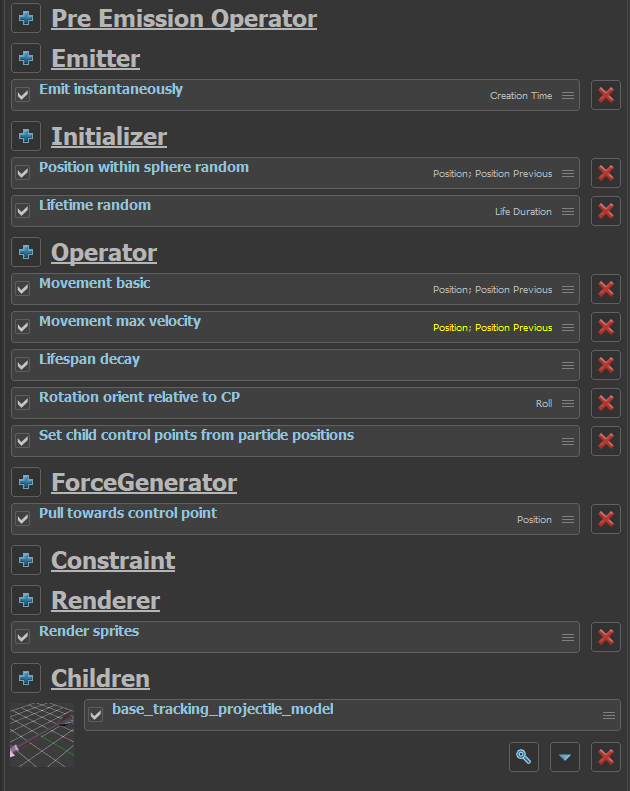 Pre Emission Operator
Emitter
Emit instantaneously
Creation Time
Initializer
Position within sphere random
Position; Position Previous
Lifetime random
Life Duration
Operator
Movement basic
Position; Position Previous
Movement max velocity
Position; Position Previous
Lifespan decay
Rotation orient relative to CP
Roll
Set child control points from particle positions
ForceGenerator
Pull towards control point
Position
Constraint
Renderer
Render sprites
Children
base_tracking_projectile_model